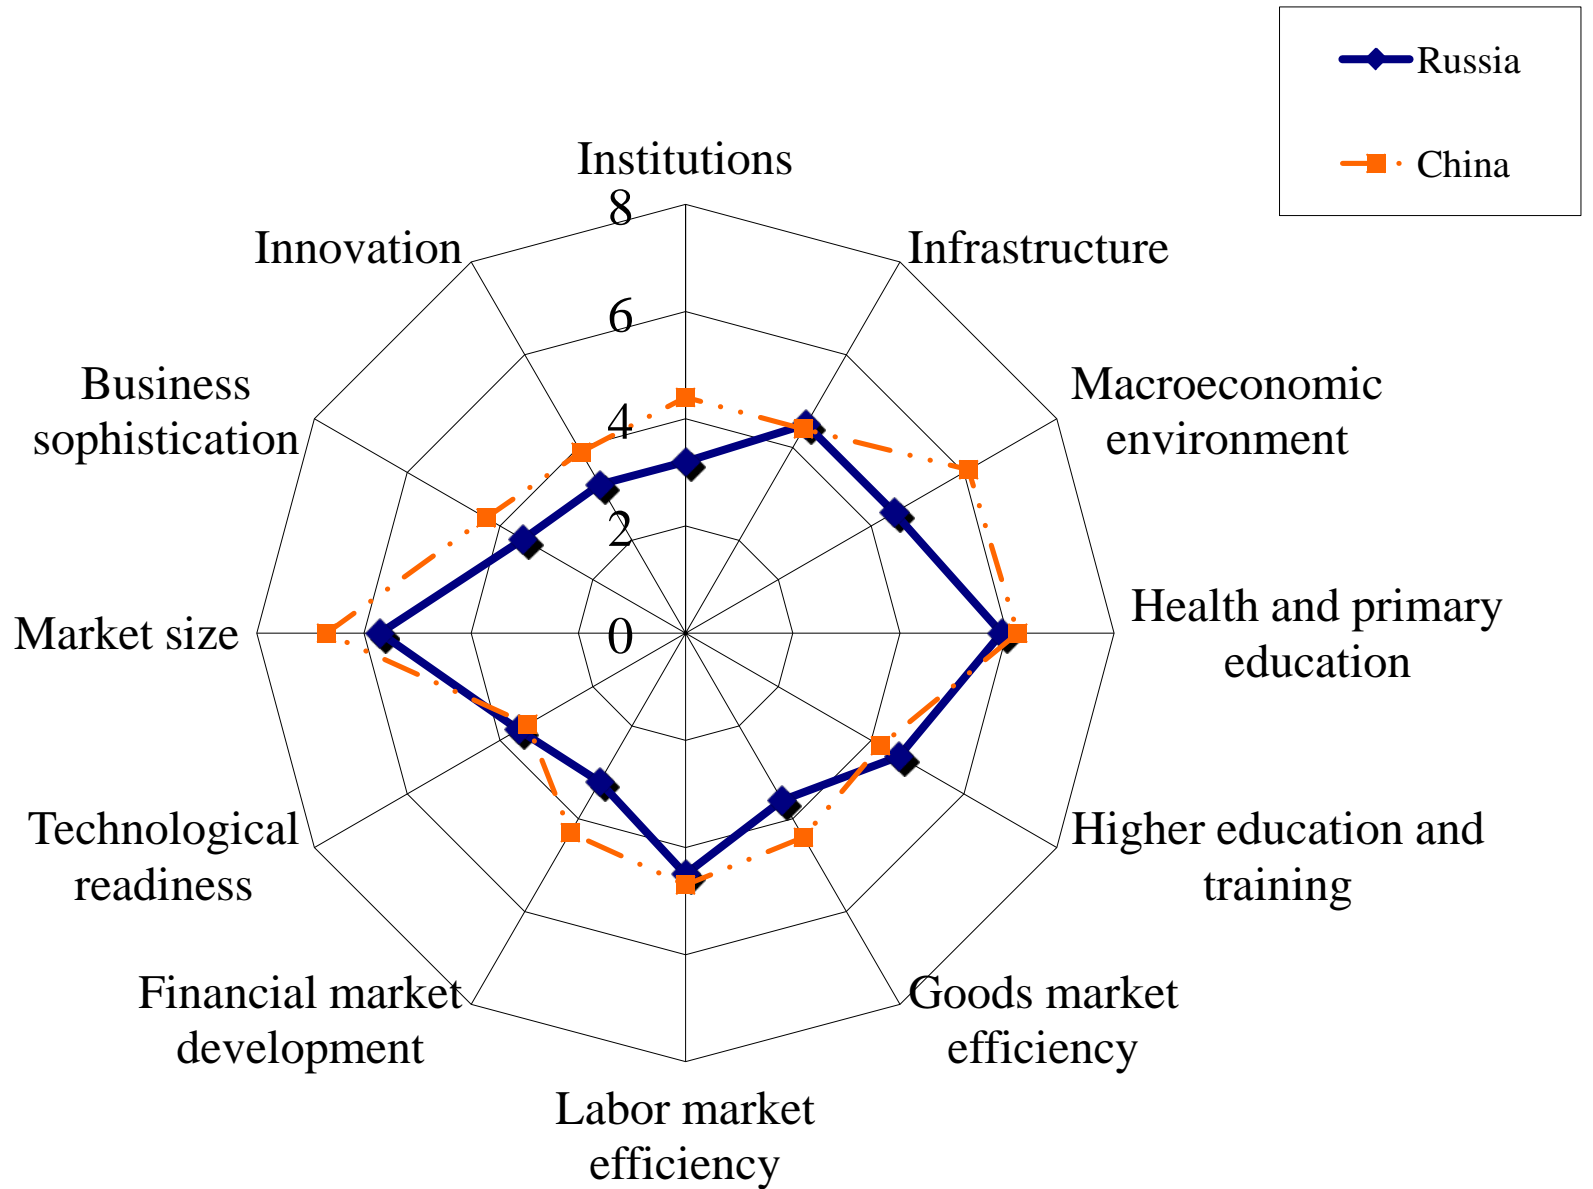 Russia
China
Institutions
8
Innovation
Infrastructure
6
Business
sophistication
Macroeconomic
environment
4
2
Market size
0
Health and primary
education
Technological
readiness
Higher education and
training
Financial market
development
Goods market
efficiency
Labor market
efficiency